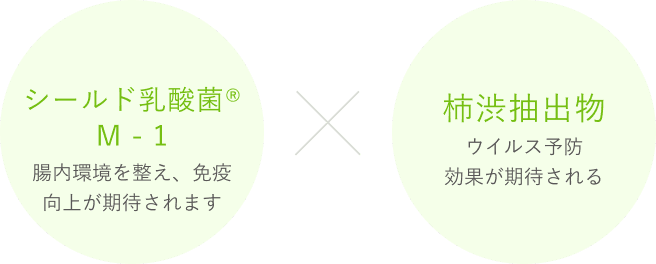 シールド乳酸菌®
M - 1
腸内環境を整え、免疫
向上が期待されます
柿渋抽出物
ウイルス予防
効果が期待される